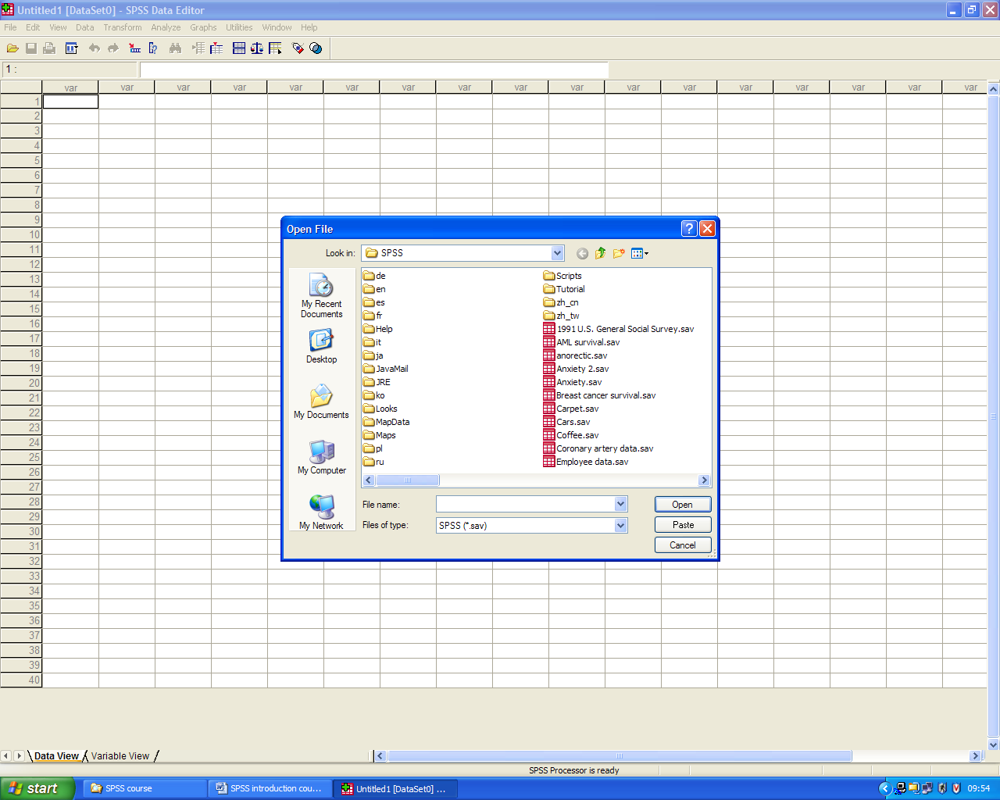 Untitled1 [DataSet0] - SPSS Data Editor
File Edit View Data Transform Analyze Graphs Utilities Window Help
1 :
var var var var var var var var var var var var var var var var var
1
2
3
4
5
6
7
8
9
10
11
12
13
14
15
16
17
18
19
20
21
22
23
24
25
26
27
28
29
30
31
32
33
34
35
36
37
38
39
40
Open File
Look in: SPSS
My Recent Documents
Desktop
My Documents
My Computer
My Network
de
en
es
fr
Help
it
ja
JavaMail
JRE
ko
Looks
MapData
Maps
pl
ru
Scripts
Tutorial
zh_cn
zh_tw
1991 U.S. General Social Survey.sav
AML survival.sav
anorectic.sav
Anxiety 2.sav
Anxiety.sav
Breast cancer survival.sav
Carpet.sav
Cars.sav
Coffee.sav
Coronary artery data.sav
Employee data.sav
File name:
Open
Files of type: SPSS (*.sav)
Paste
Cancel
Data View Variable View
SPSS Processor is ready
start SPSS course SPSS introduction cou... Untitled1 [DataSet0] ... 09:54